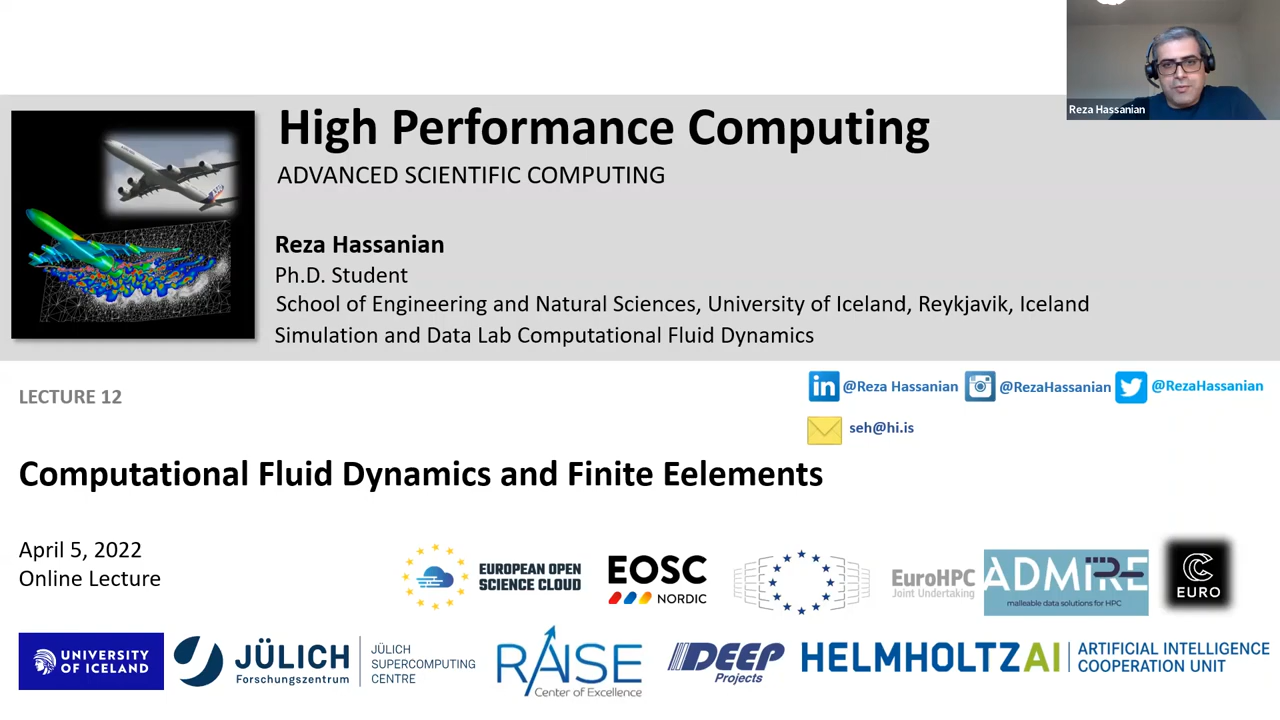 Reza Hassanian
High Performance Computing
ADVANCED SCIENTIFIC COMPUTING
Reza Hassanian
Ph.D. Student
School of Engineering and Natural Sciences, University of Iceland, Reykjavik, Iceland
Simulation and Data Lab Computational Fluid Dynamics
LECTURE 12
@Reza Hassanian
@RezaHassanian
@RezaHassanian
seh@hi.is
Computational Fluid Dynamics and Finite Eelements
April 5, 2022
Online Lecture
EUROPEAN OPEN
SCIENCE CLOUD
EOSC
NORDIC
EuroHPC
Joint Undertaking
ADMIRE
malleable data solutions for HPC
CC
EURO
UNIVERSITY
OF ICELAND
JÜLICH
Forschungszentrum
JÜLICH
SUPERCOMPUTING
CENTRE
RAISE
Center of Excellence
DEEP
Projects
HELMHOLTZAI
ARTIFICIAL INTELLIGENCE
COOPERATION UNIT